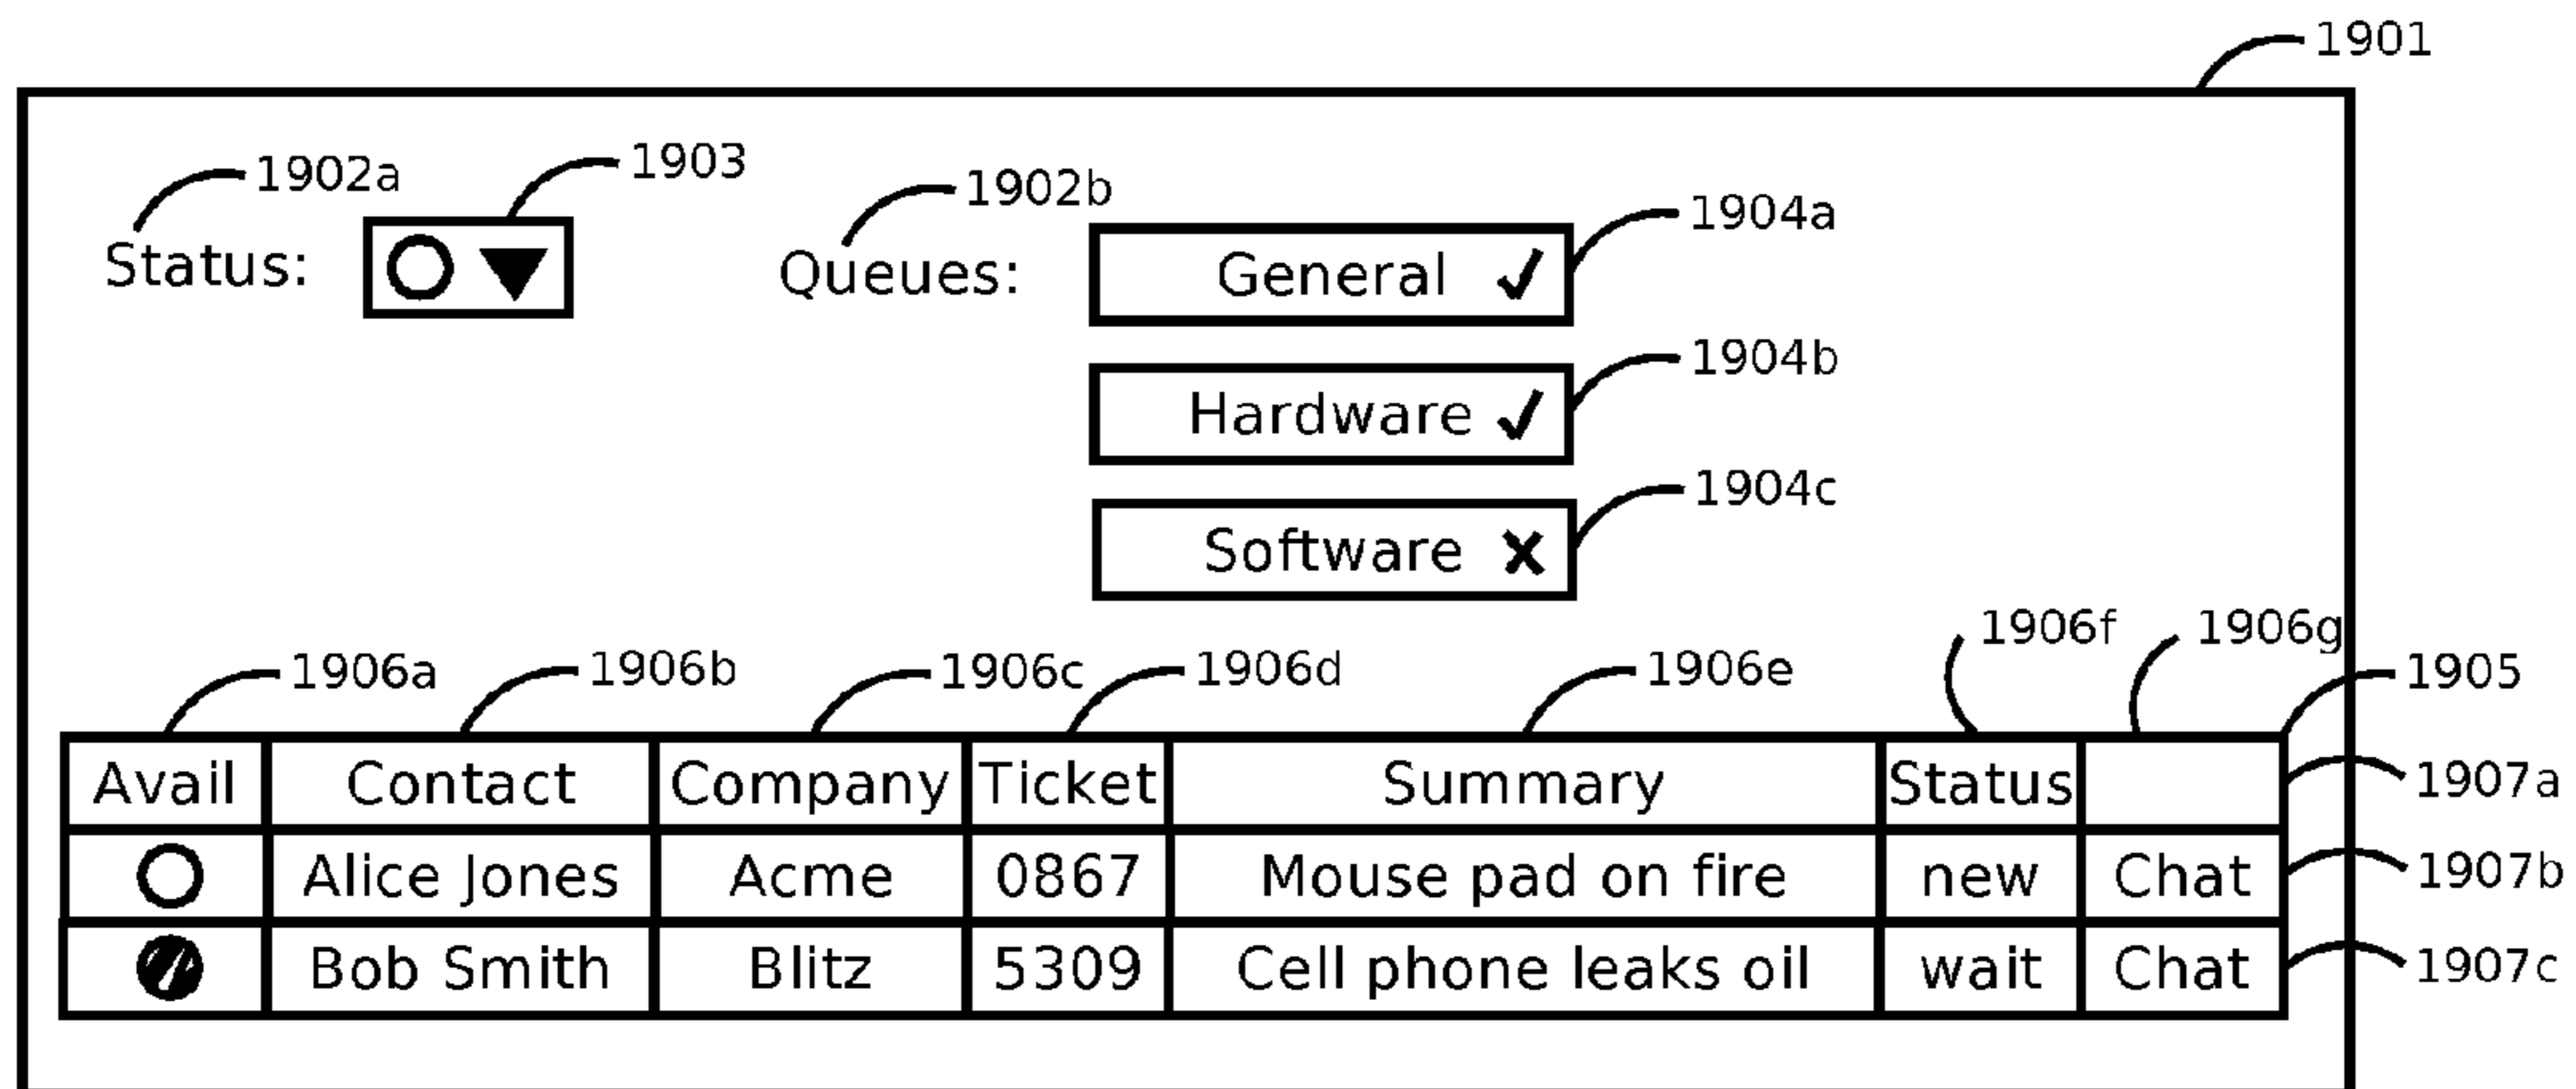 1901
1902a 1903 1902b 1904a
Status: Queues: General ✓
1904b
Hardware ✓
1904c
Software ✗
1906f 1906g
1906a 1906b 1906c 1906d 1906e 1905
Avail Contact Company Ticket Summary Status 1907a
Alice Jones Acme 0867 Mouse pad on fire new Chat 1907b
Bob Smith Blitz 5309 Cell phone leaks oil wait Chat 1907c